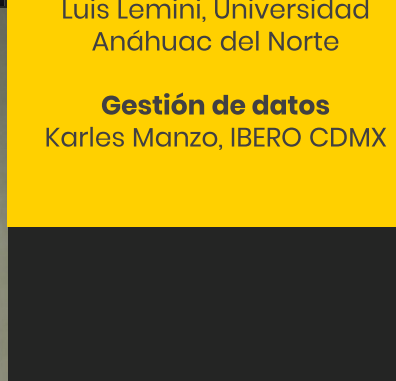 Luis Lemini, Universidad
Anáhuac del Norte
Gestión de datos
Karles Manzo, IBERO CDMX